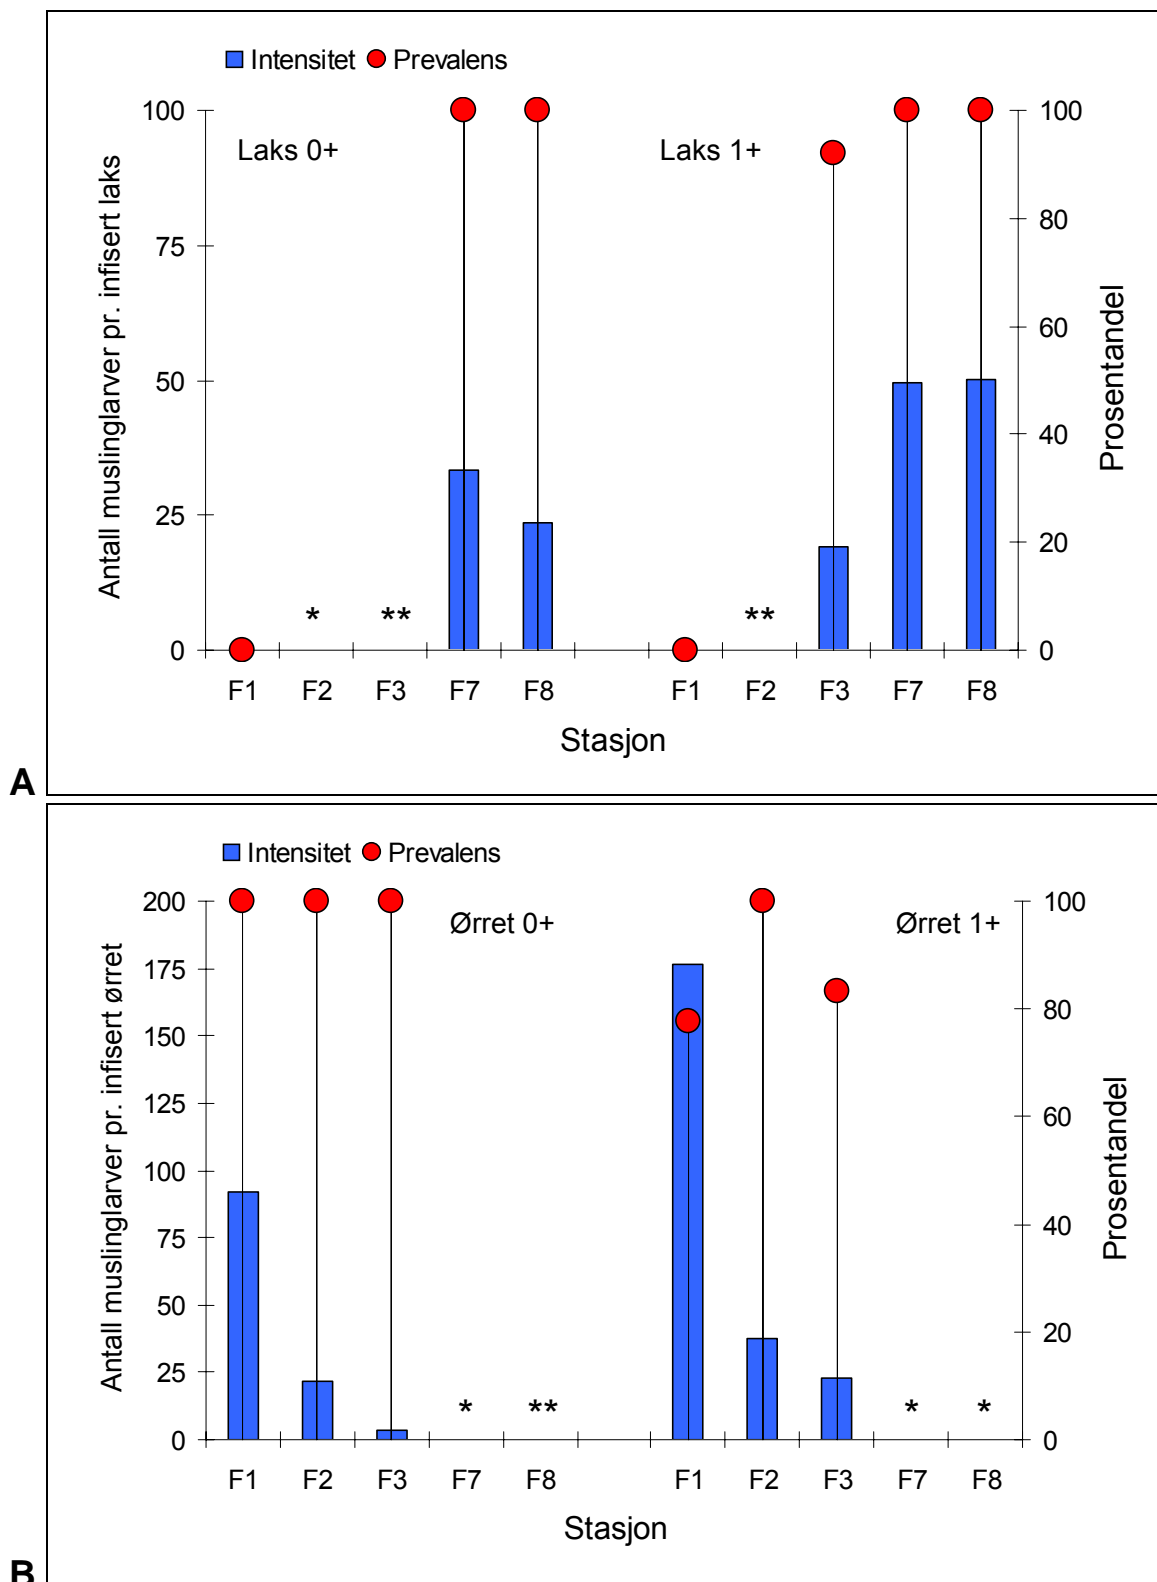 Intensitet Prevalens
100 100
Laks 0+ Laks 1+
80
75
60
50
40
25
20
* ** **
0 0
F1 F2 F3 F7 F8 F1 F2 F3 F7 F8
Stasjon
Antall muslinglarver pr. infisert laks
Prosentandel
A
Intensitet Prevalens
200 100
Ørret 0+ Ørret 1+
175
80
150
125
60
100
40
75
50
20
25
* ** * *
0 0
F1 F2 F3 F7 F8 F1 F2 F3 F7 F8
Stasjon
Antall muslinglarver pr. infisert ørret
Prosentandel
B